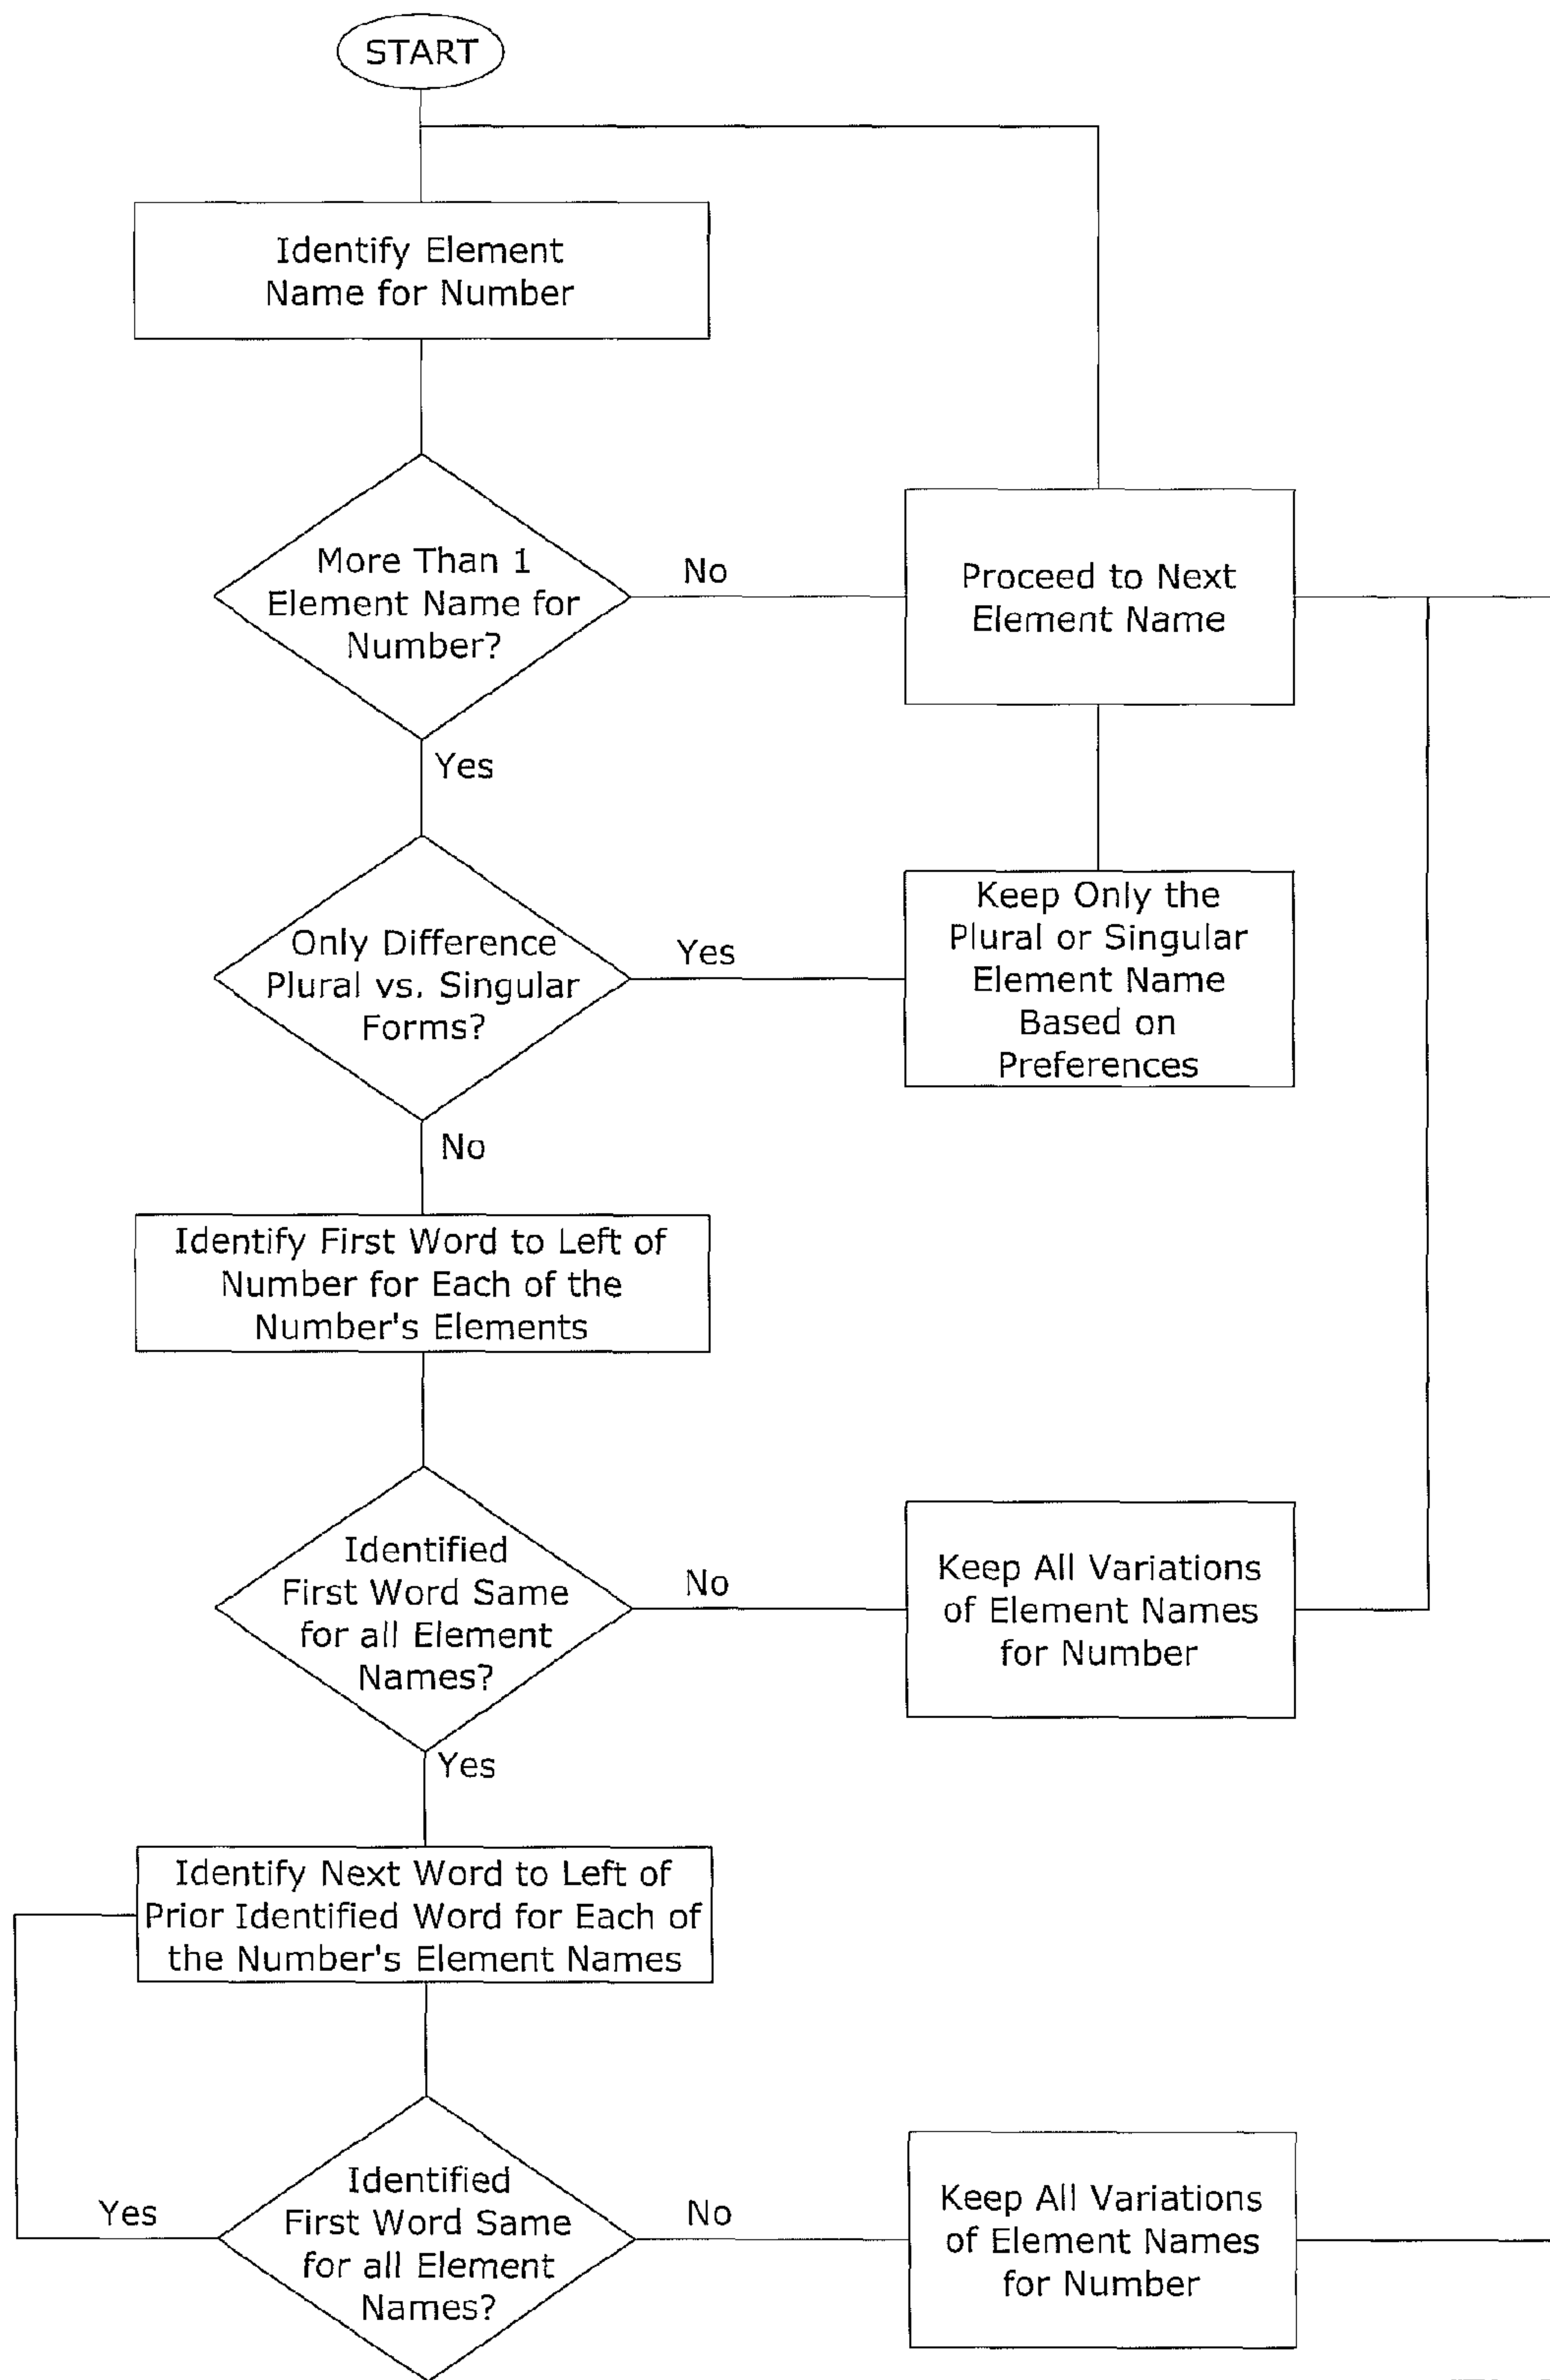 START
Identify Element
Name for Number
More Than 1
Element Name for
Number?
No
Proceed to Next
Element Name
Yes
Only Difference
Plural vs. Singular
Forms?
Yes
Keep Only the
Plural or Singular
Element Name
Based on
Preferences
No
Identify First Word to Left of
Number for Each of the
Number's Elements
Identified
First Word Same
for all Element
Names?
No
Keep All Variations
of Element Names
for Number
Yes
Identify Next Word to Left of
Prior Identified Word for Each of
the Number's Element Names
Yes
Identified
First Word Same
for all Element
Names?
No
Keep All Variations
of Element Names
for Number